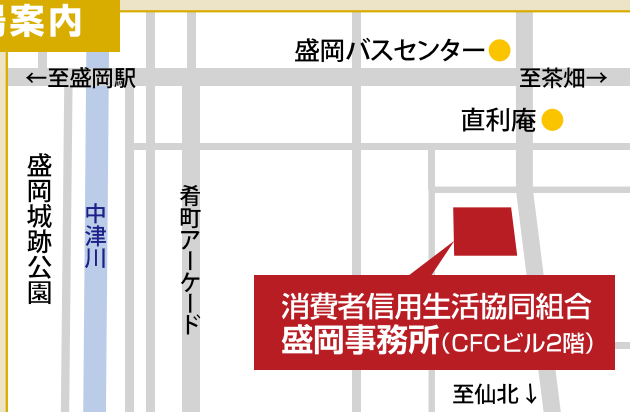 場案内
盛岡バスセンター
←至盛岡駅
至茶畑→
直利庵
盛岡城跡公園
中津川
肴町アーケード
消費者信用生活協同組合
盛岡事務所(CFCビル2階)
至仙北↓